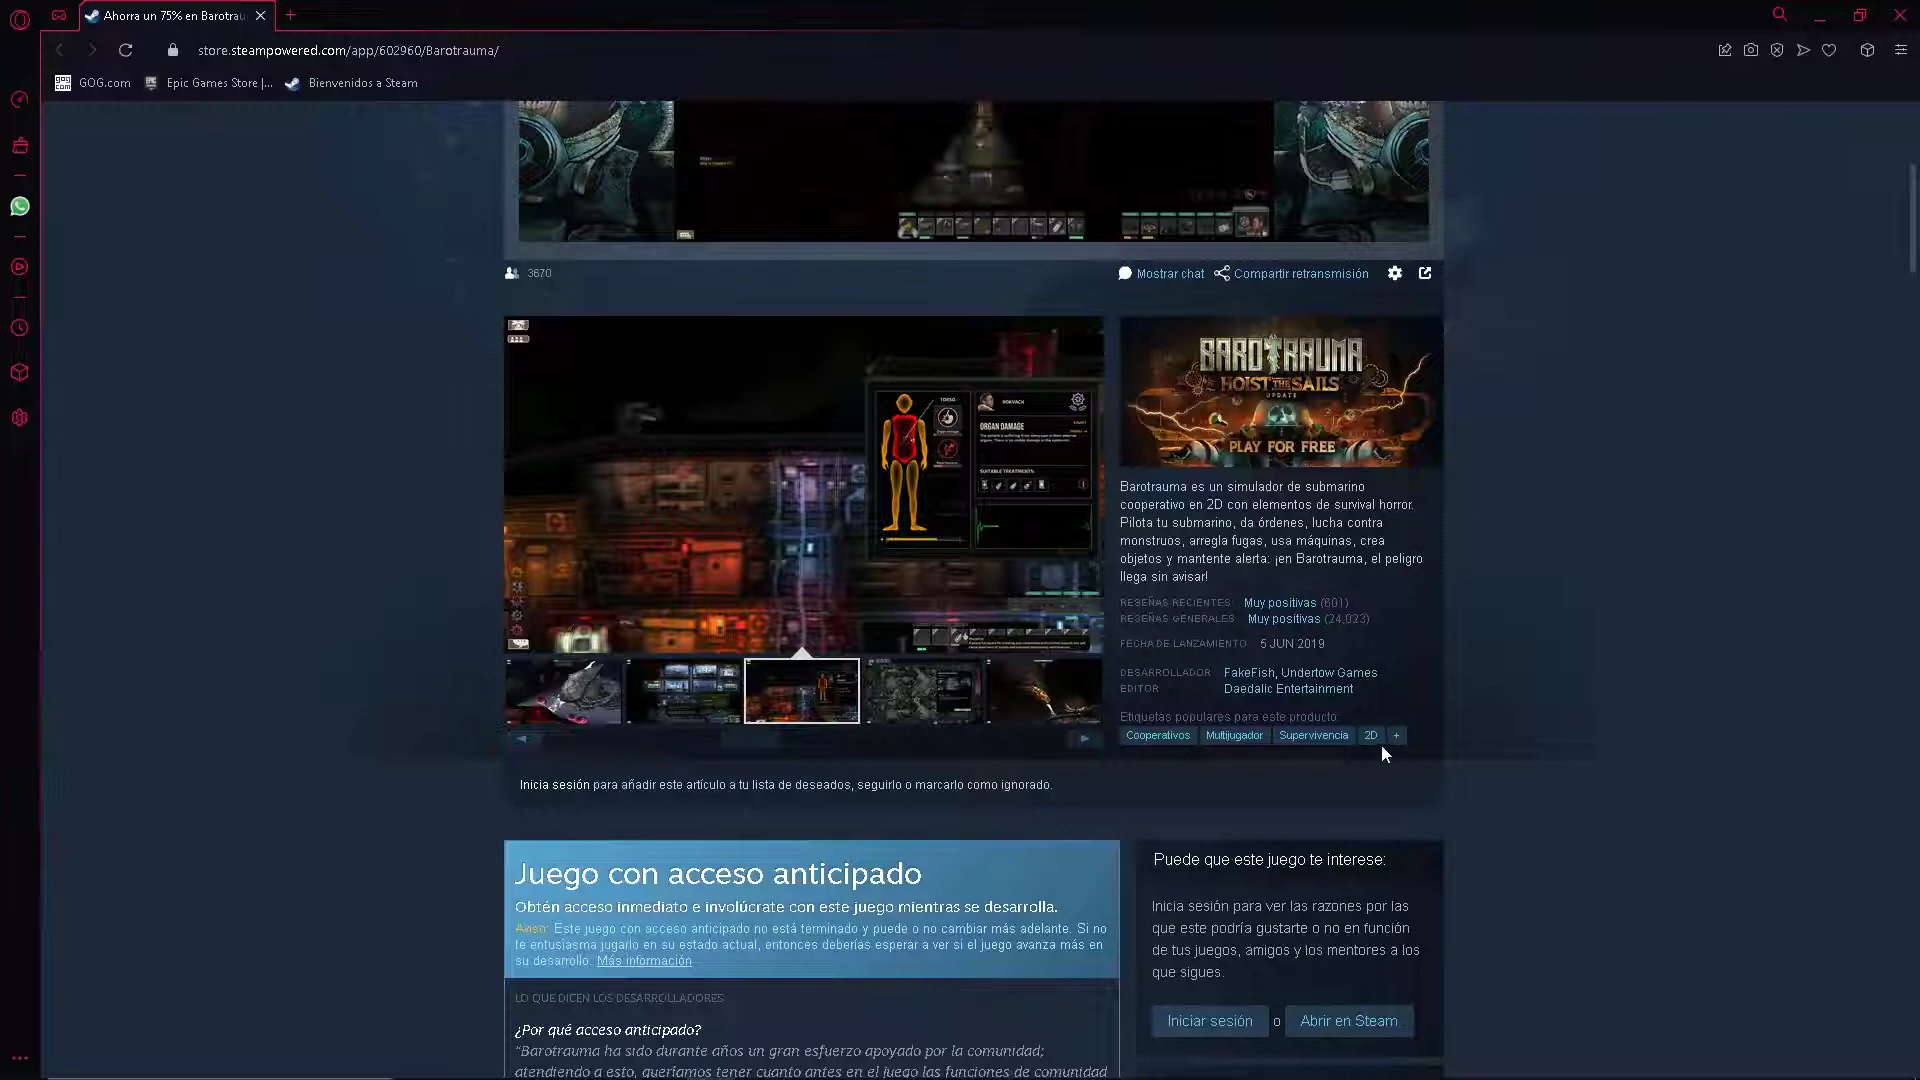 Ahorra un 75% en Barotrau
store.steampowered.com/app/602960/Barotrauma/
GOG.com
Epic Games Store |...
Bienvenidos a Steam
3670
Mostrar chat
Compartir retransmisión
TORSO
ROKVACH
ORGAN DAMAGE
SUITABLE TREATMENTS:
BAROTRAUMA
HOIST THE SAILS
UPDATE
PLAY FOR FREE
Barotrauma es un simulador de submarino
cooperativo en 2D con elementos de survival horror.
Pilota tu submarino, da órdenes, lucha contra
monstruos, arregla fugas, usa máquinas, crea
objetos y mantente alerta: ¡en Barotrauma, el peligro
llega sin avisar!
RESEÑAS RECIENTES Muy positivas (601)
RESEÑAS GENERALES Muy positivas (24,023)
FECHA DE LANZAMIENTO 5 JUN 2019
DESARROLLADOR FakeFish, Undertow Games
EDITOR Daedalic Entertainment
Etiquetas populares para este producto:
Cooperativos Multijugador Supervivencia 2D +
Inicia sesión para añadir este artículo a tu lista de deseados, seguirlo o marcarlo como ignorado.
Juego con acceso anticipado
Obtén acceso inmediato e involúcrate con este juego mientras se desarrolla.
Aviso: Este juego con acceso anticipado no está terminado y puede o no cambiar más adelante. Si no
te entusiasma jugarlo en su estado actual, entonces deberías esperar a ver si el juego avanza más en
su desarrollo. Más información
LO QUE DICEN LOS DESARROLLADORES
¿Por qué acceso anticipado?
"Barotrauma ha sido durante años un gran esfuerzo apoyado por la comunidad;
atendiendo a esto, queríamos tener cuanto antes en el juego las funciones de comunidad
Puede que este juego te interese:
Inicia sesión para ver las razones por las
que este podría gustarte o no en función
de tus juegos, amigos y los mentores a los
que sigues.
Iniciar sesión o Abrir en Steam